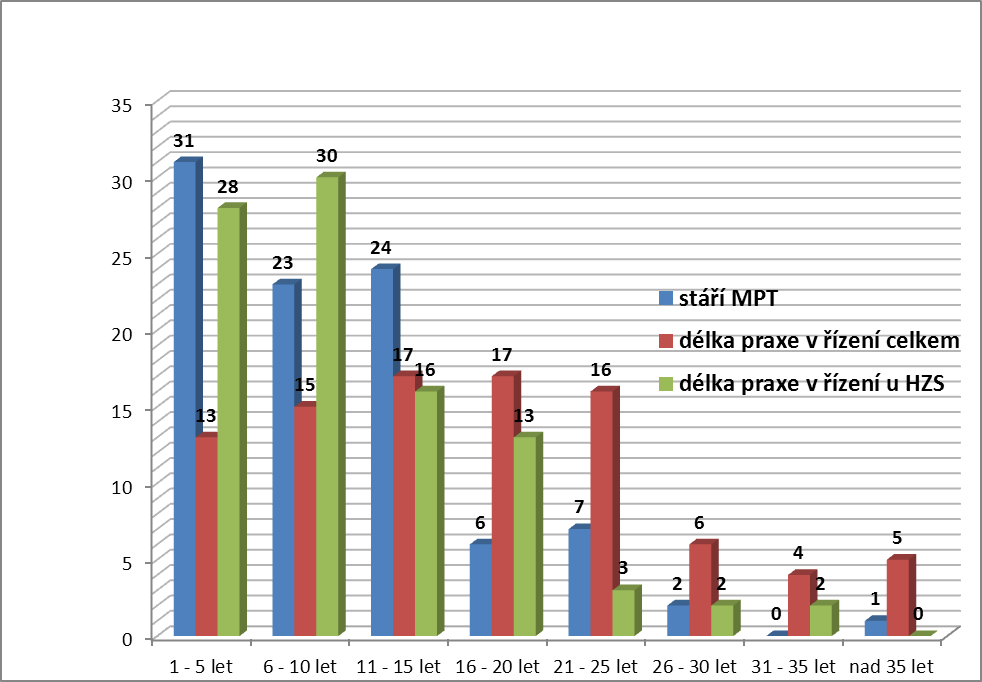 35
30
25
20
15
10
5
0
31
13
28
23
15
30
24
17
16
6
17
13
7
16
3
2
6
2
0
4
2
1
5
0
stáří MPT
délka praxe v řízení celkem
délka praxe v řízení u HZS
1 - 5 let
6 - 10 let
11 - 15 let
16 - 20 let
21 - 25 let
26 - 30 let
31 - 35 let
nad 35 let